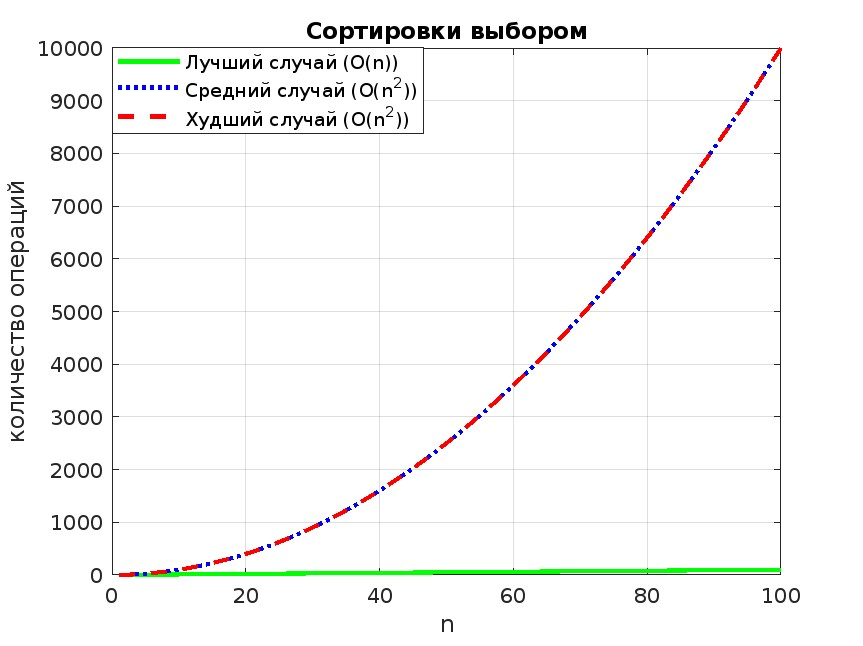 Сортировки выбором
Лучший случай (O(n))
Средний случай (O(n²))
Худший случай (O(n²))
количество операций
10000
9000
8000
7000
6000
5000
4000
3000
2000
1000
0
0 20 40 60 80 100
n